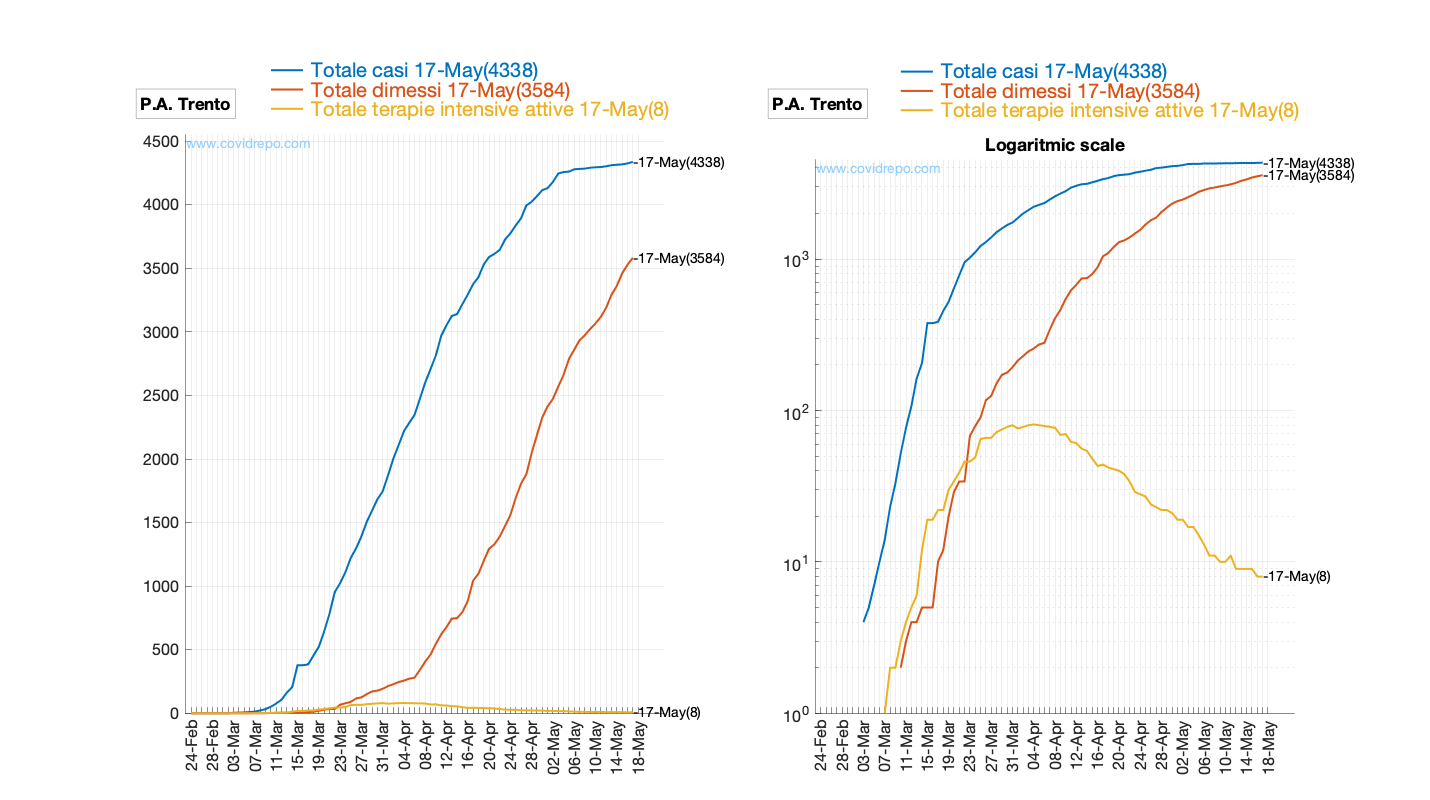 Totale casi 17-May(4338)
Totale dimessi 17-May(3584)
Totale terapie intensive attive 17-May(8)
P.A. Trento
www.covidrepo.com
4500
4000
3500
3000
2500
2000
1500
1000
500
0
-17-May(4338)
-17-May(3584)
-17-May(8)
24-Feb
28-Feb
03-Mar
07-Mar
11-Mar
15-Mar
19-Mar
23-Mar
27-Mar
31-Mar
04-Apr
08-Apr
12-Apr
16-Apr
20-Apr
24-Apr
28-Apr
02-May
06-May
10-May
14-May
18-May
Totale casi 17-May(4338)
Totale dimessi 17-May(3584)
Totale terapie intensive attive 17-May(8)
P.A. Trento
Logaritmic scale
www.covidrepo.com
10³
10²
10¹
10⁰
-17-May(4338)
-17-May(3584)
-17-May(8)
24-Feb
28-Feb
03-Mar
07-Mar
11-Mar
15-Mar
19-Mar
23-Mar
27-Mar
31-Mar
04-Apr
08-Apr
12-Apr
16-Apr
20-Apr
24-Apr
28-Apr
02-May
06-May
10-May
14-May
18-May